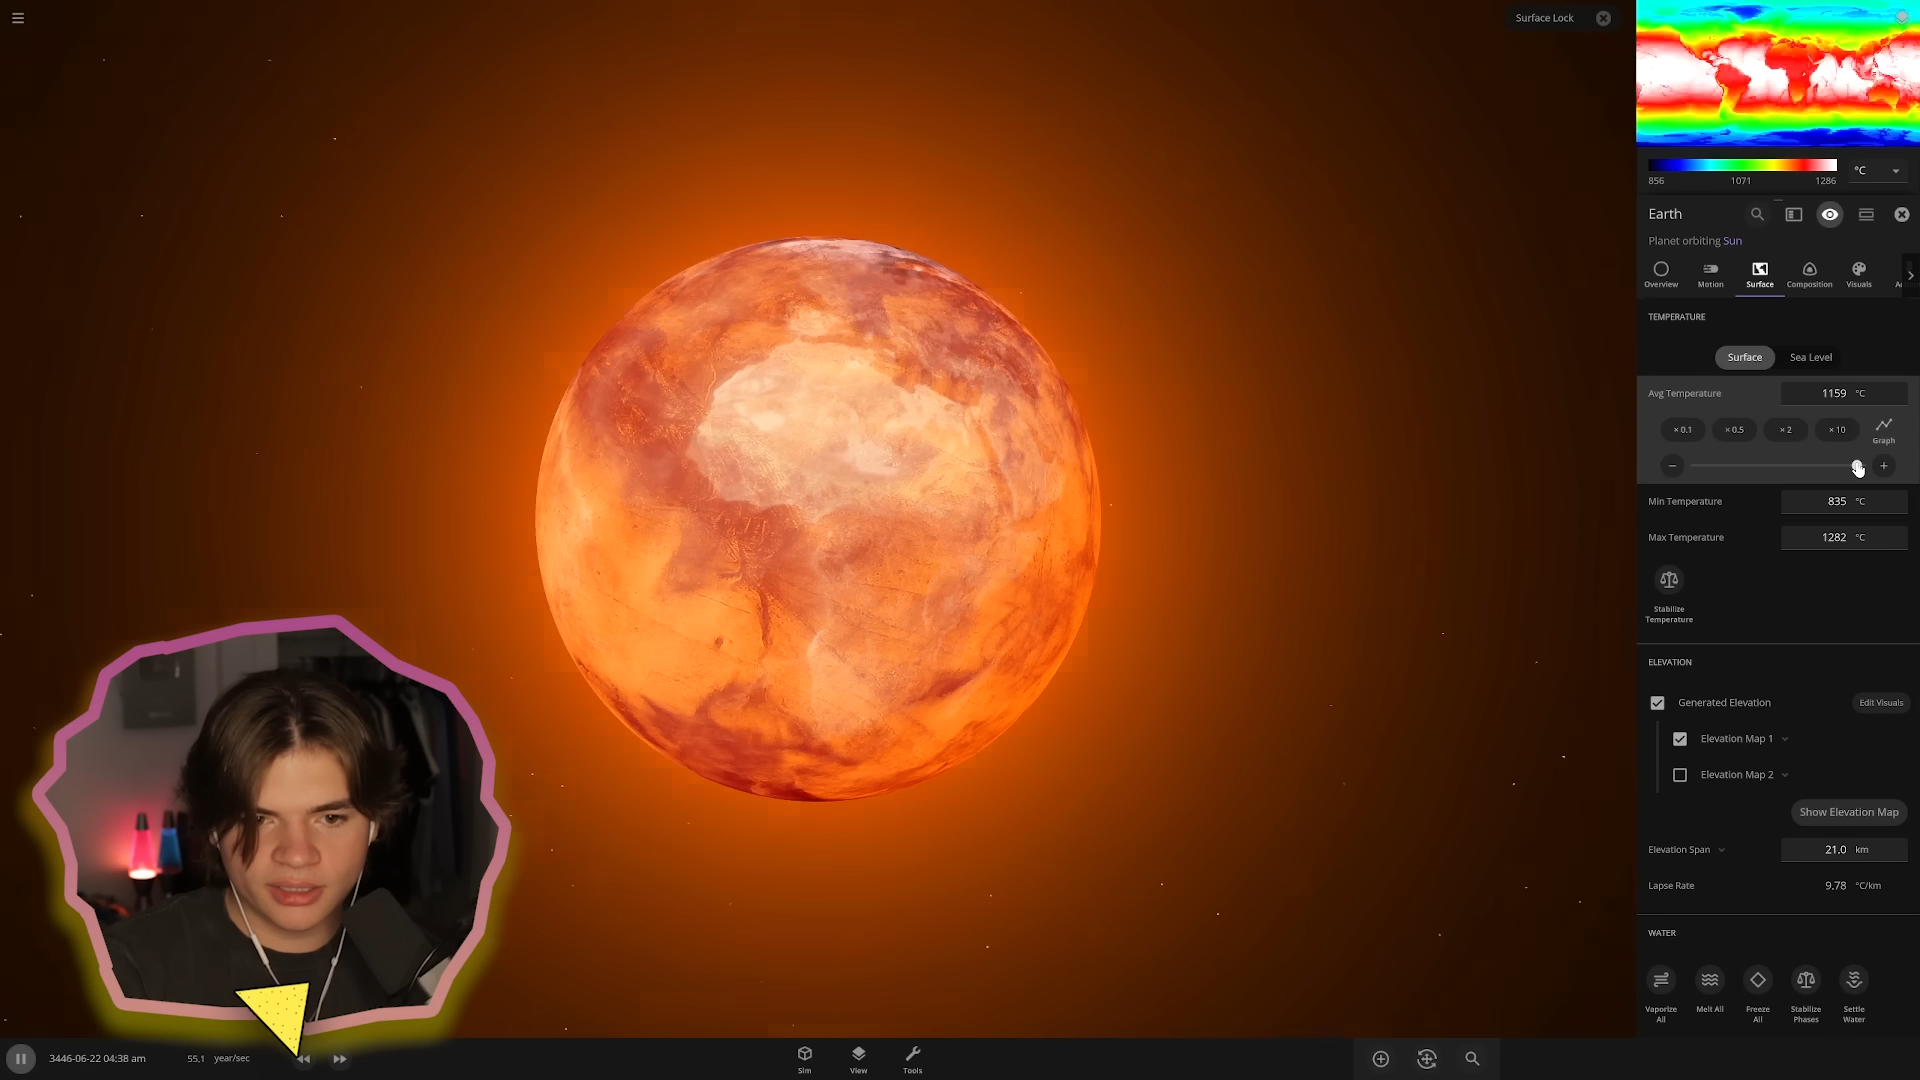 Surface Lock
856 1071 1286
°C
Earth
Planet orbiting Sun
Overview Motion Surface Composition Visuals
TEMPERATURE
Surface Sea Level
Avg Temperature 1159 °C
× 0.1 × 0.5 × 2 × 10 Graph
Min Temperature 835 °C
Max Temperature 1282 °C
Stabilize
Temperature
ELEVATION
Generated Elevation Edit Visuals
Elevation Map 1
Elevation Map 2
Show Elevation Map
Elevation Span 21.0 km
Lapse Rate 9.78 °C/km
WATER
Vaporize All
Melt All
Freeze All
Stabilize Phases
Settle Water
3446-06-22 04:38 am 55.1 year/sec
Sim View Tools